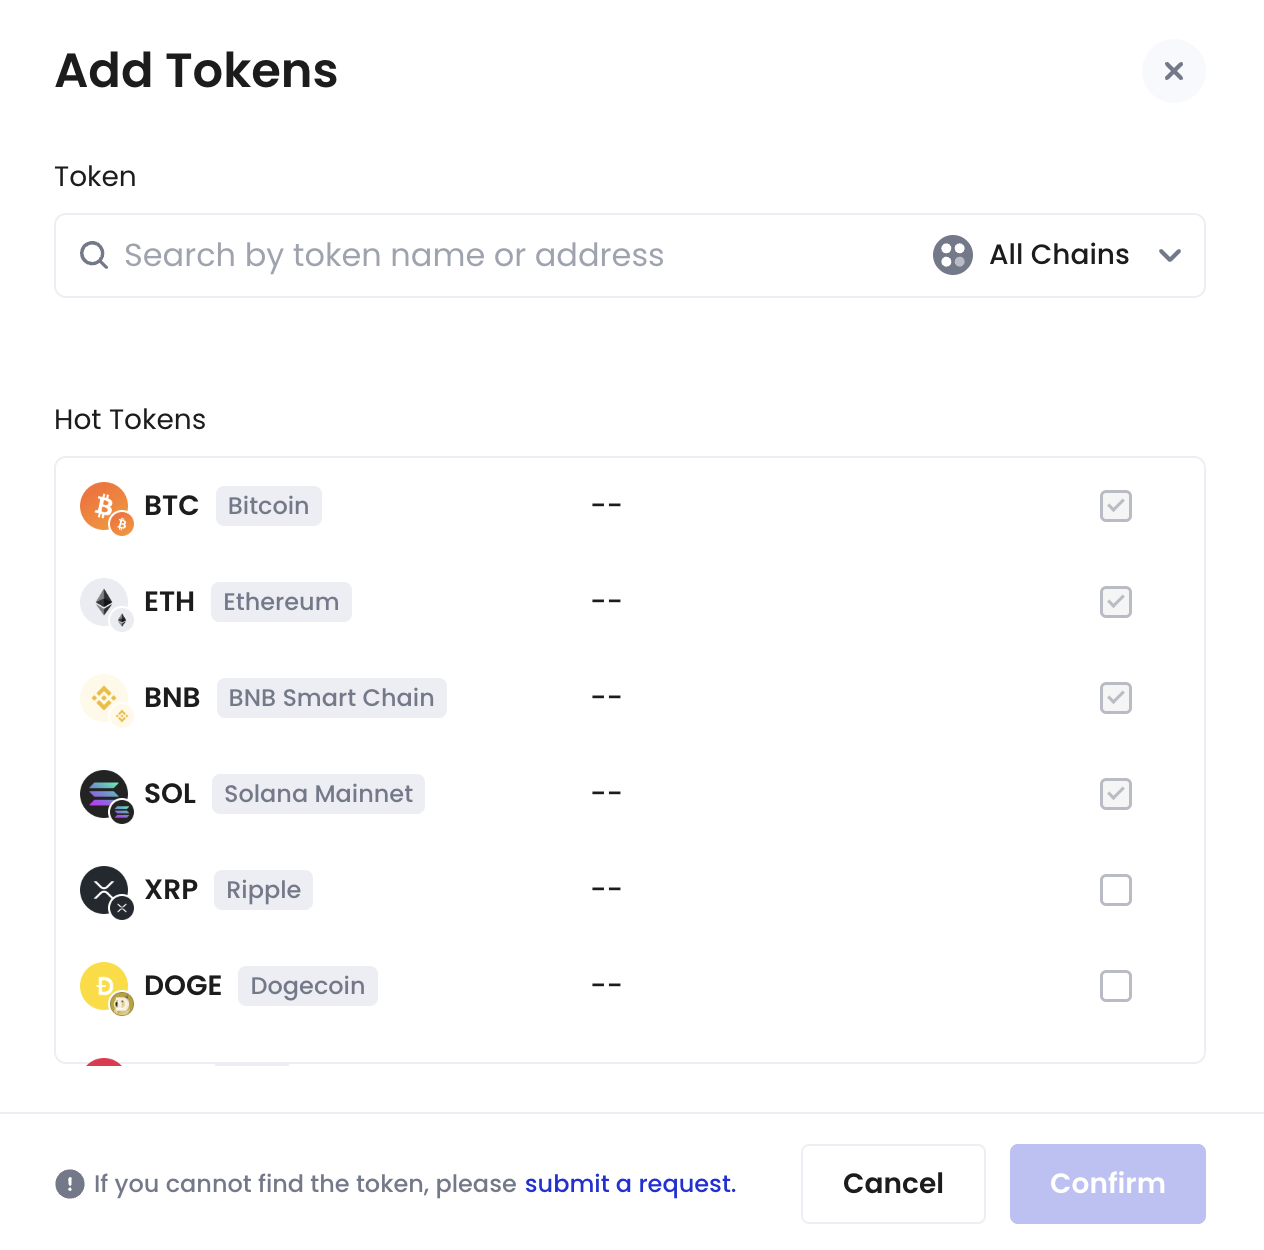 Add Tokens
Token
Search by token name or address All Chains
Hot Tokens
BTC Bitcoin --
ETH Ethereum --
BNB BNB Smart Chain --
SOL Solana Mainnet --
XRP Ripple --
DOGE Dogecoin --
If you cannot find the token, please submit a request. Cancel Confirm